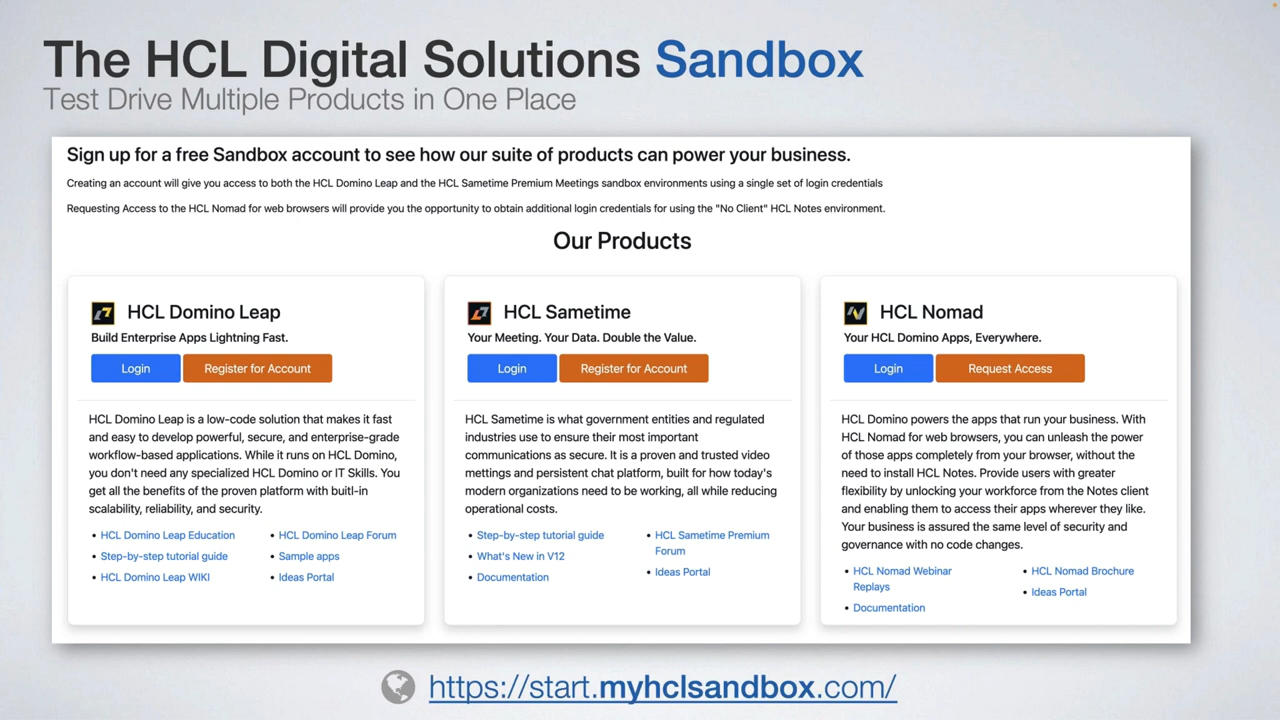 The HCL Digital Solutions Sandbox
Test Drive Multiple Products in One Place
Sign up for a free Sandbox account to see how our suite of products can power your business.
Creating an account will give you access to both the HCL Domino Leap and the HCL Sametime Premium Meetings sandbox environments using a single set of login credentials
Requesting Access to the HCL Nomad for web browsers will provide you the opportunity to obtain additional login credentials for using the "No Client" HCL Notes environment.
Our Products
HCL Domino Leap
Build Enterprise Apps Lightning Fast.
Login
Register for Account
HCL Domino Leap is a low-code solution that makes it fast
and easy to develop powerful, secure, and enterprise-grade
workflow-based applications. While it runs on HCL Domino,
you don't need any specialized HCL Domino or IT Skills. You
get all the benefits of the proven platform with buitl-in
scalability, reliability, and security.
HCL Domino Leap Education
Step-by-step tutorial guide
HCL Domino Leap WIKI
HCL Domino Leap Forum
Sample apps
Ideas Portal
HCL Sametime
Your Meeting. Your Data. Double the Value.
Login
Register for Account
HCL Sametime is what government entities and regulated
industries use to ensure their most important
communications as secure. It is a proven and trusted video
mettings and persistent chat platform, built for how today's
modern organizations need to be working, all while reducing
operational costs.
Step-by-step tutorial guide
What's New in V12
Documentation
HCL Sametime Premium
Forum
Ideas Portal
HCL Nomad
Your HCL Domino Apps, Everywhere.
Login
Request Access
HCL Domino powers the apps that run your business. With
HCL Nomad for web browsers, you can unleash the power
of those apps completely from your browser, without the
need to install HCL Notes. Provide users with greater
flexibility by unlocking your workforce from the Notes client
and enabling them to access their apps wherever they like.
Your business is assured the same level of security and
governance with no code changes.
HCL Nomad Webinar
Replays
Documentation
HCL Nomad Brochure
Ideas Portal
https://start.myhclsandbox.com/